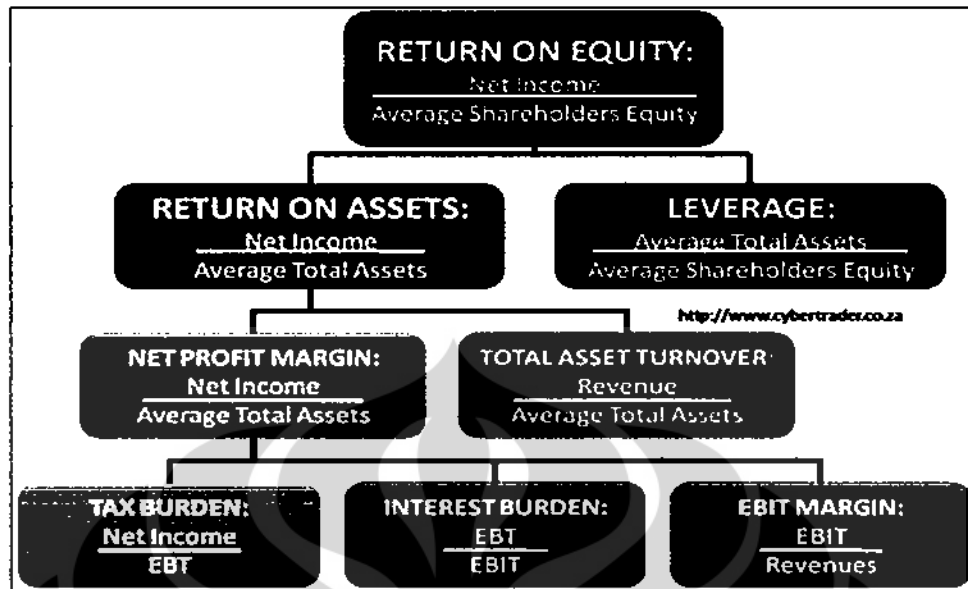 RETURN ON EQUITY:
Net Income
Average Shareholders Equity
RETURN ON ASSETS:
Net Income
Average Total Assets
LEVERAGE:
Average Total Assets
Average Shareholders Equity
http://www.cybertrader.co.za
NET PROFIT MARGIN:
Net Income
Average Total Assets
TOTAL ASSET TURNOVER:
Revenue
Average Total Assets
TAX BURDEN:
Net Income
EBT
INTEREST BURDEN:
EBT
EBIT
EBIT MARGIN:
EBIT
Revenues